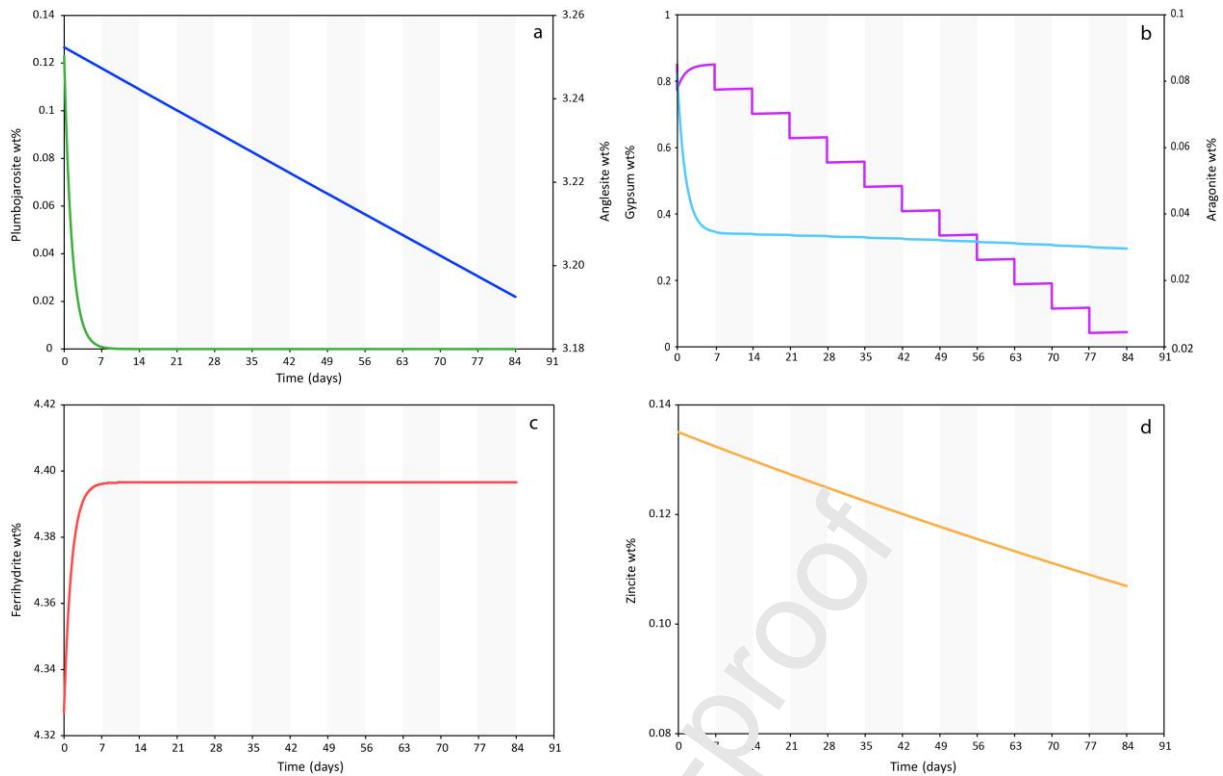 a
0.14
0.12
0.1
0.08
0.06
0.04
0.02
0
Plumbojarosite wt%
3.26
3.24
3.22
3.20
3.18
Anglesite wt%
0 7 14 21 28 35 42 49 56 63 70 77 84 91
Time (days)
b
1
0.8
0.6
0.4
0.2
0
Gypsum wt%
0.1
0.08
0.06
0.04
0.02
Aragonite wt%
0 7 14 21 28 35 42 49 56 63 70 77 84 91
Time (days)
c
4.42
4.40
4.38
4.36
4.34
4.32
Ferrihydrite wt%
0 7 14 21 28 35 42 49 56 63 70 77 84 91
Time (days)
d
0.14
0.12
0.10
0.08
Zincite wt%
0 7 14 21 28 35 42 49 56 63 70 77 84 91
Time (days)